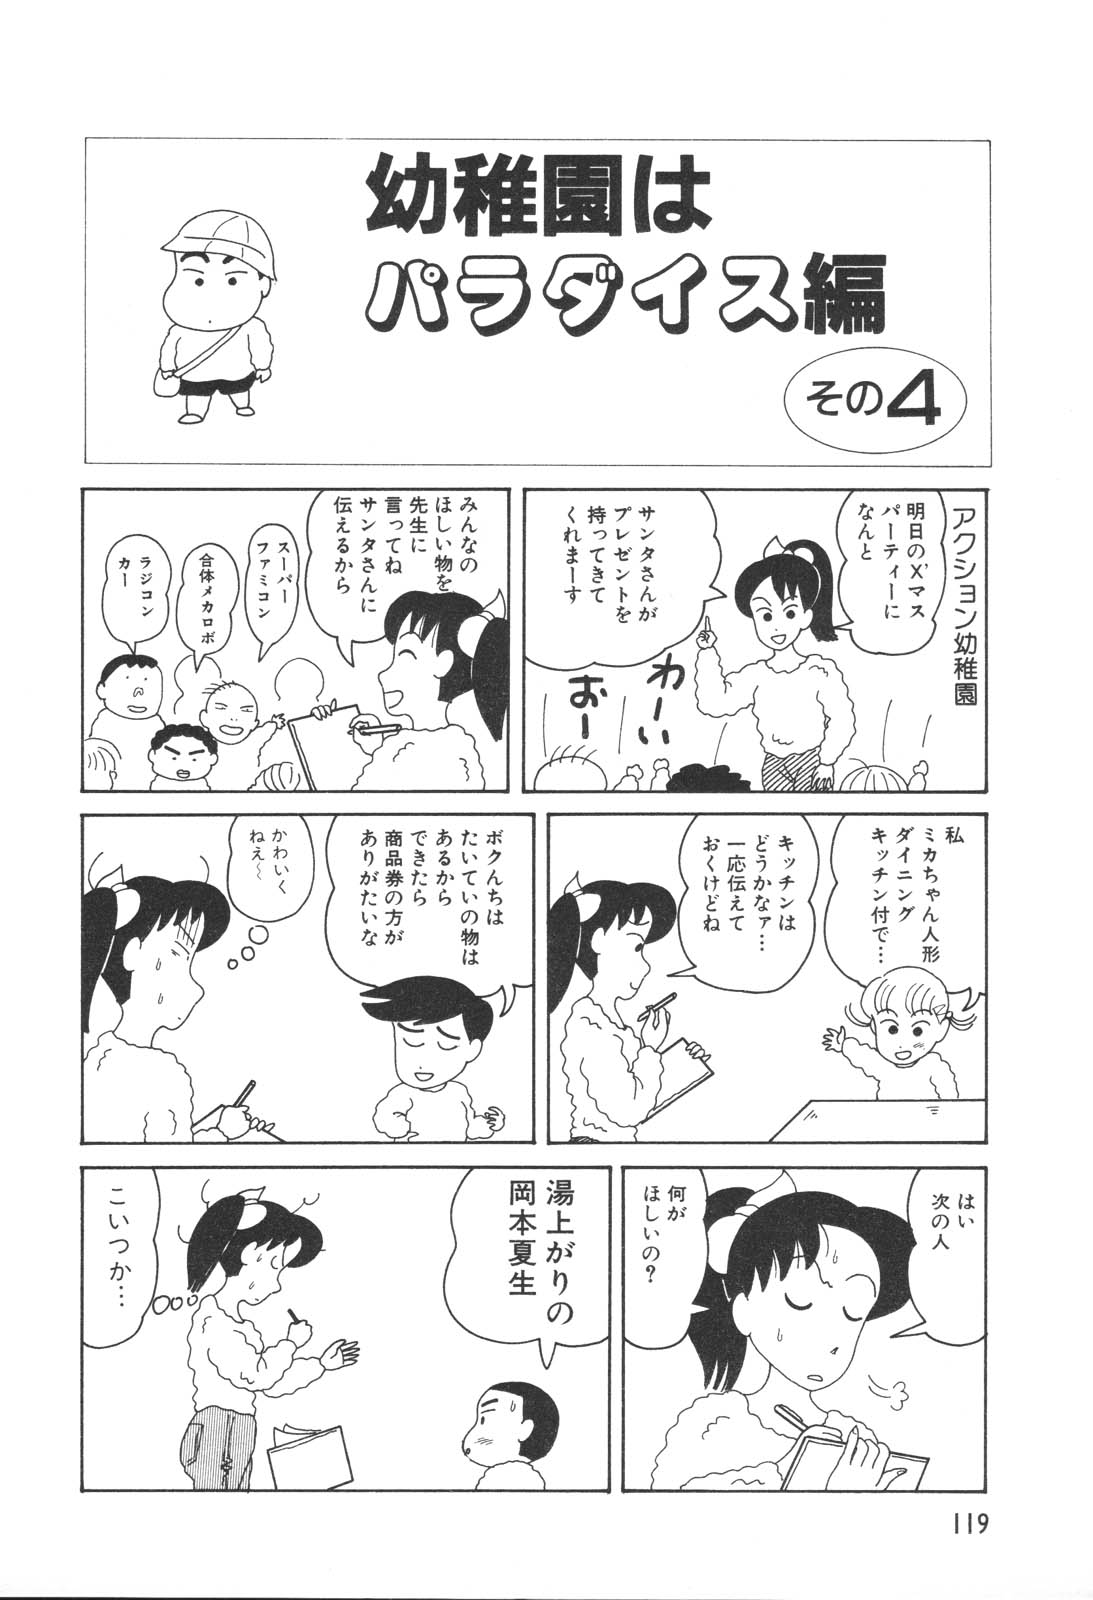 幼稚園は
パラダイス編
その4
アクション幼稚園
明日のX'マス
パーティーに
なんと
サンタさんが
プレゼントを
持ってきて
くれまーす
わーい
おー
みんなの
ほしい物を
先生に
言ってね
サンタさんに
伝えるから
スーパー
ファミコン
合体メカロボ
ラジコン
カー
私
ミカちゃん人形
ダイニング
キッチン付で…
キッチンは
どうかなァ…
一応伝えて
おくけどね
ボクんちは
たいていの物は
あるから
できたら
商品券の方が
ありがたいな
かわいく
ねえ〜
はい
次の人
何が
ほしいの？
湯上がりの
岡本夏生
こいつか…
119